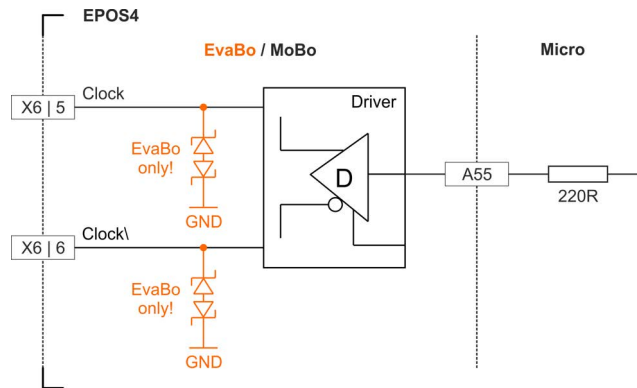 EPOS4
EvaBo / MoBo
Micro
X6 | 5
Clock
Driver
EvaBo
only!
GND
D
A55
220R
X6 | 6
Clock\
EvaBo
only!
GND